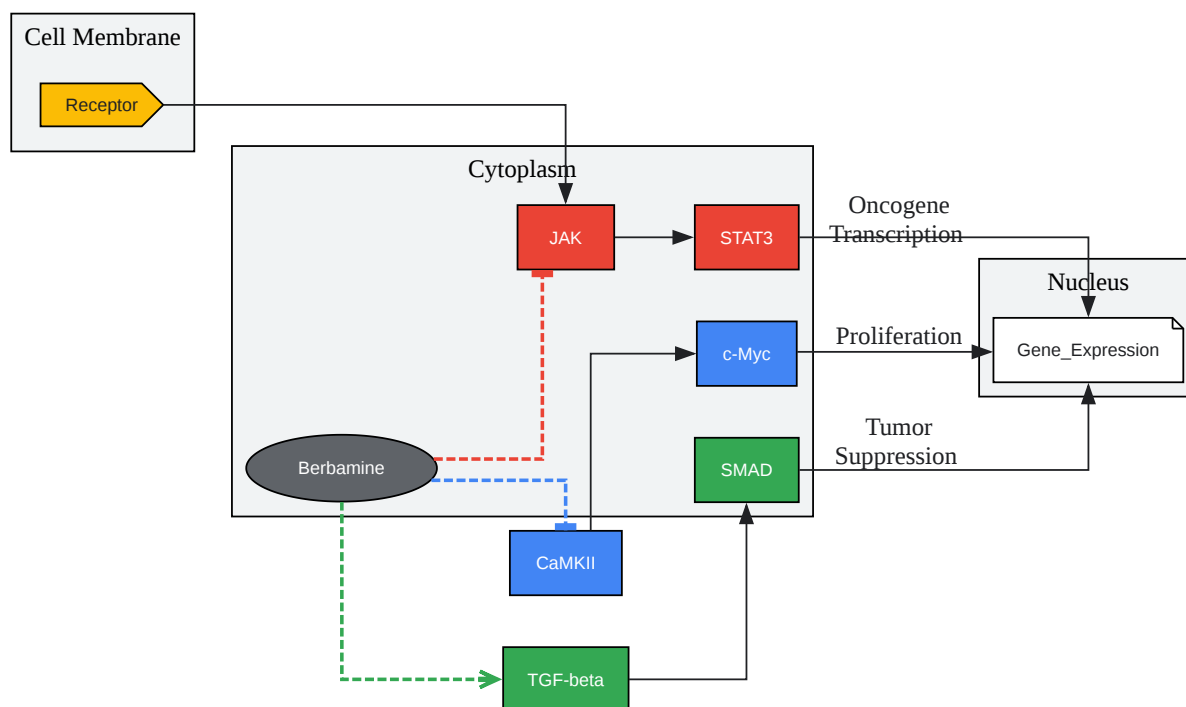 Cell Membrane
Receptor
Cytoplasm
JAK
STAT3
Oncogene
Transcription
Nucleus
Gene_Expression
c-Myc
Proliferation
Berbamine
SMAD
Tumor
Suppression
CaMKII
TGF-beta